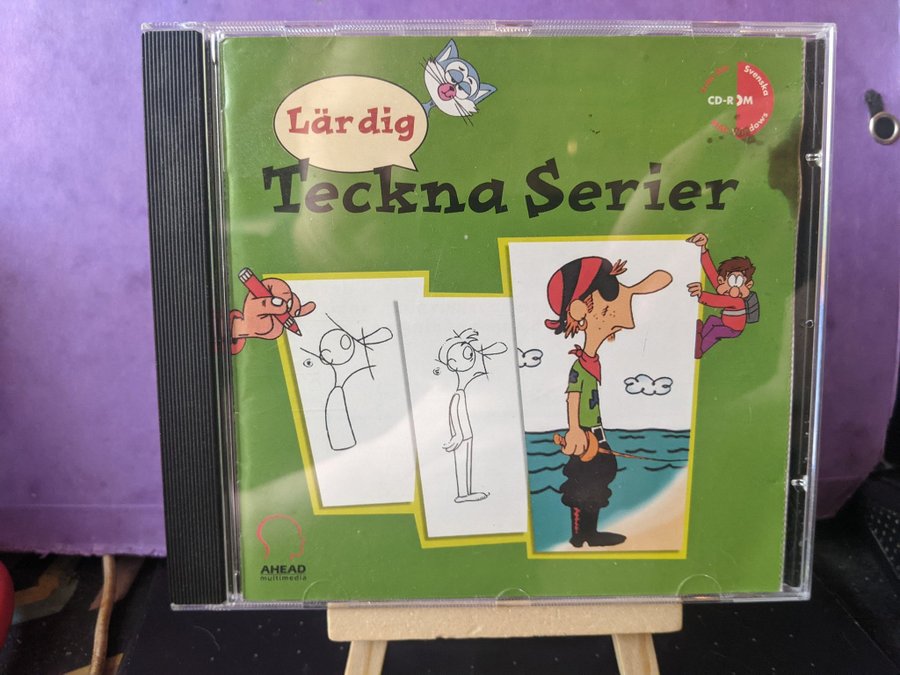 Lär dig
Teckna Serier
Svenska
CD-ROM
AHEAD
multimedia